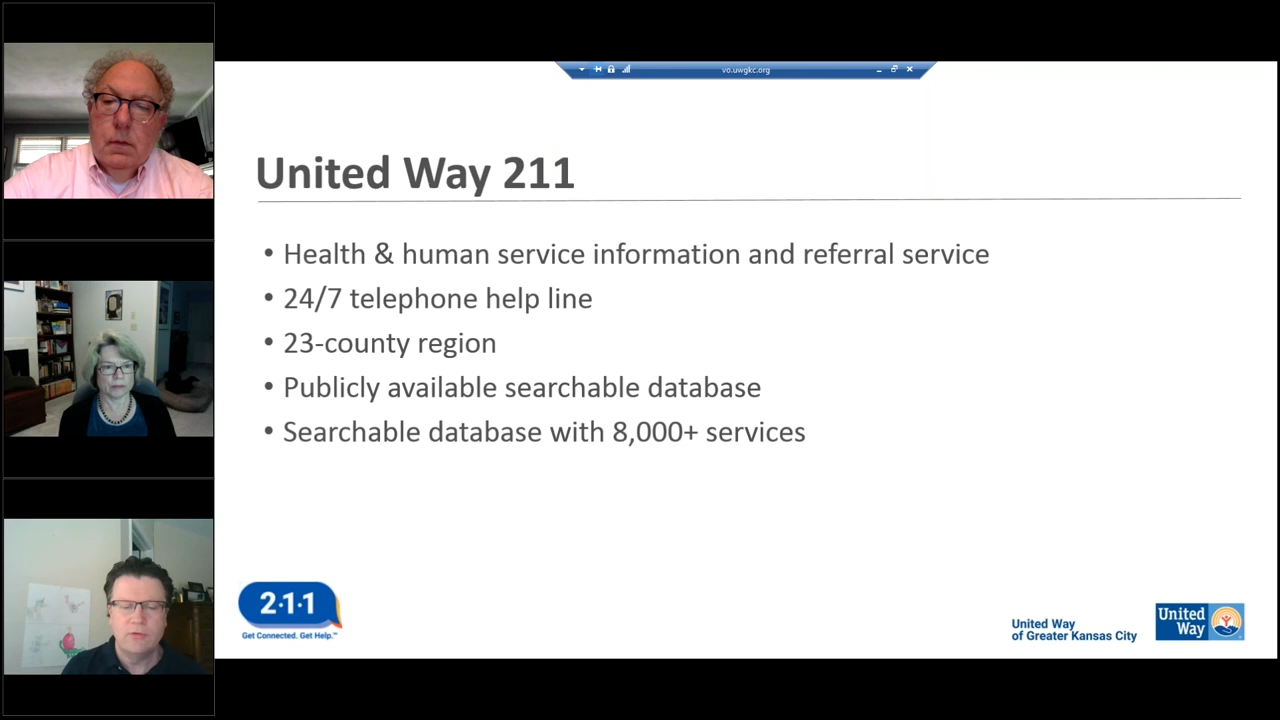 vo.uwgkc.org
United Way 211
• Health & human service information and referral service
• 24/7 telephone help line
• 23-county region
• Publicly available searchable database
• Searchable database with 8,000+ services
2·1·1
Get Connected. Get Help.™
United Way
of Greater Kansas City
United
Way